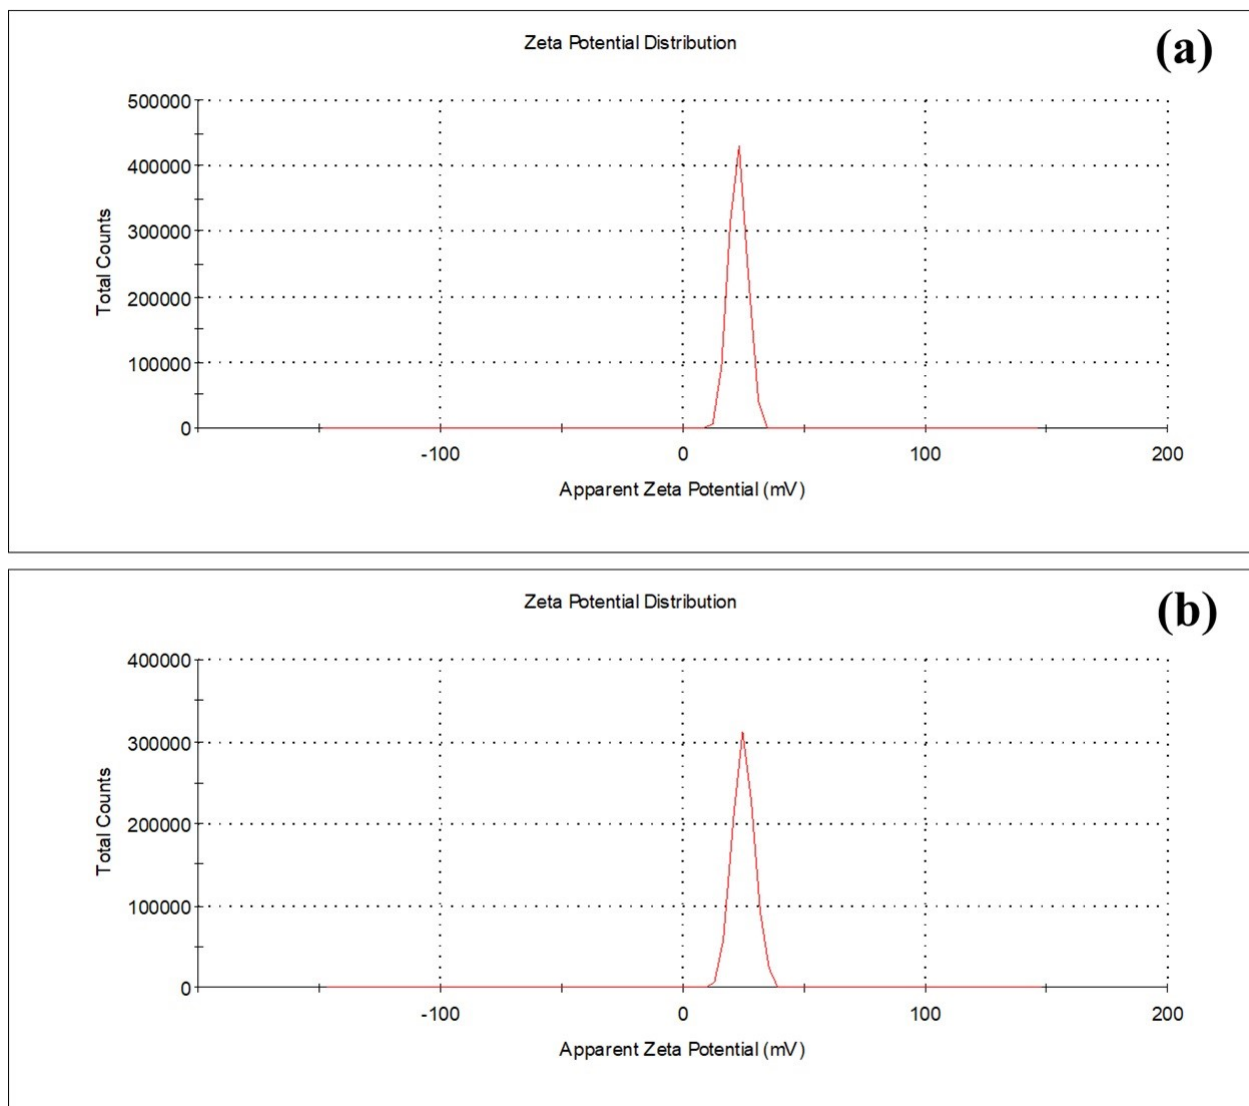 Zeta Potential Distribution
(a)
500000
400000
300000
200000
100000
0
Total Counts
-100 0 100 200
Apparent Zeta Potential (mV)
Zeta Potential Distribution
(b)
400000
300000
200000
100000
0
Total Counts
-100 0 100 200
Apparent Zeta Potential (mV)